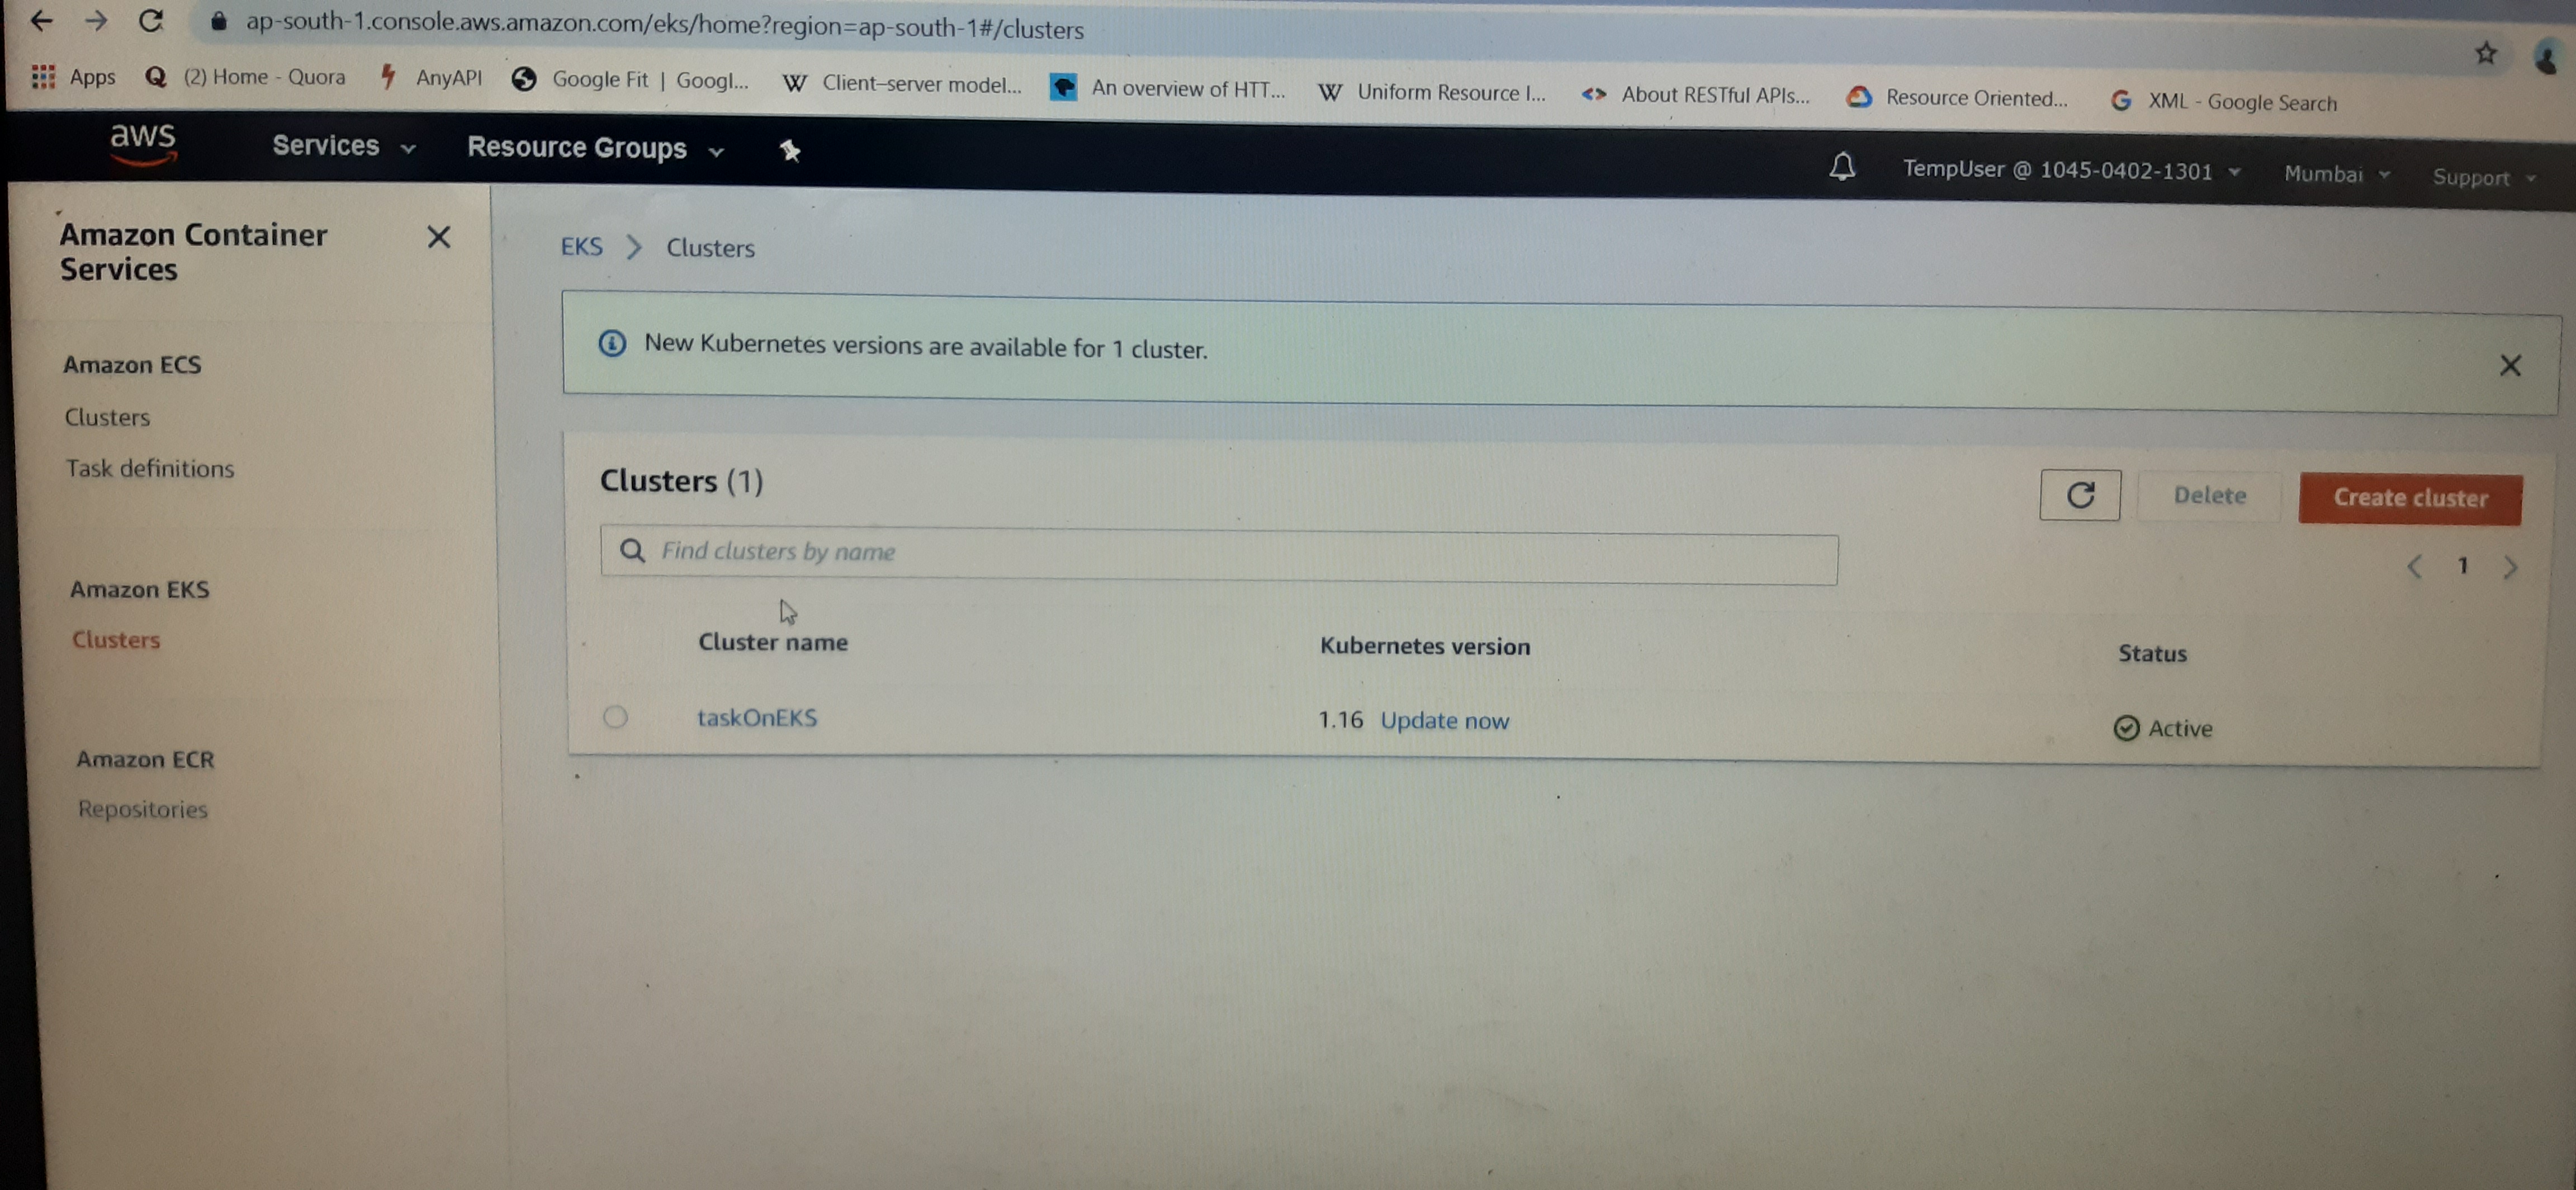 ap-south-1.console.aws.amazon.com/eks/home?region=ap-south-1#/clusters
Apps (2) Home - Quora AnyAPI Google Fit | Googl... Client–server model... An overview of HTT... Uniform Resource I... About RESTful APIs... Resource Oriented... XML - Google Search
aws Services Resource Groups TempUser @ 1045-0402-1301 Mumbai Support
Amazon Container
Services
Amazon ECS
Clusters
Task definitions
Amazon EKS
Clusters
Amazon ECR
Repositories
EKS > Clusters
New Kubernetes versions are available for 1 cluster.
Clusters (1) Delete Create cluster
Find clusters by name
1
Cluster name Kubernetes version Status
taskOnEKS 1.16 Update now Active